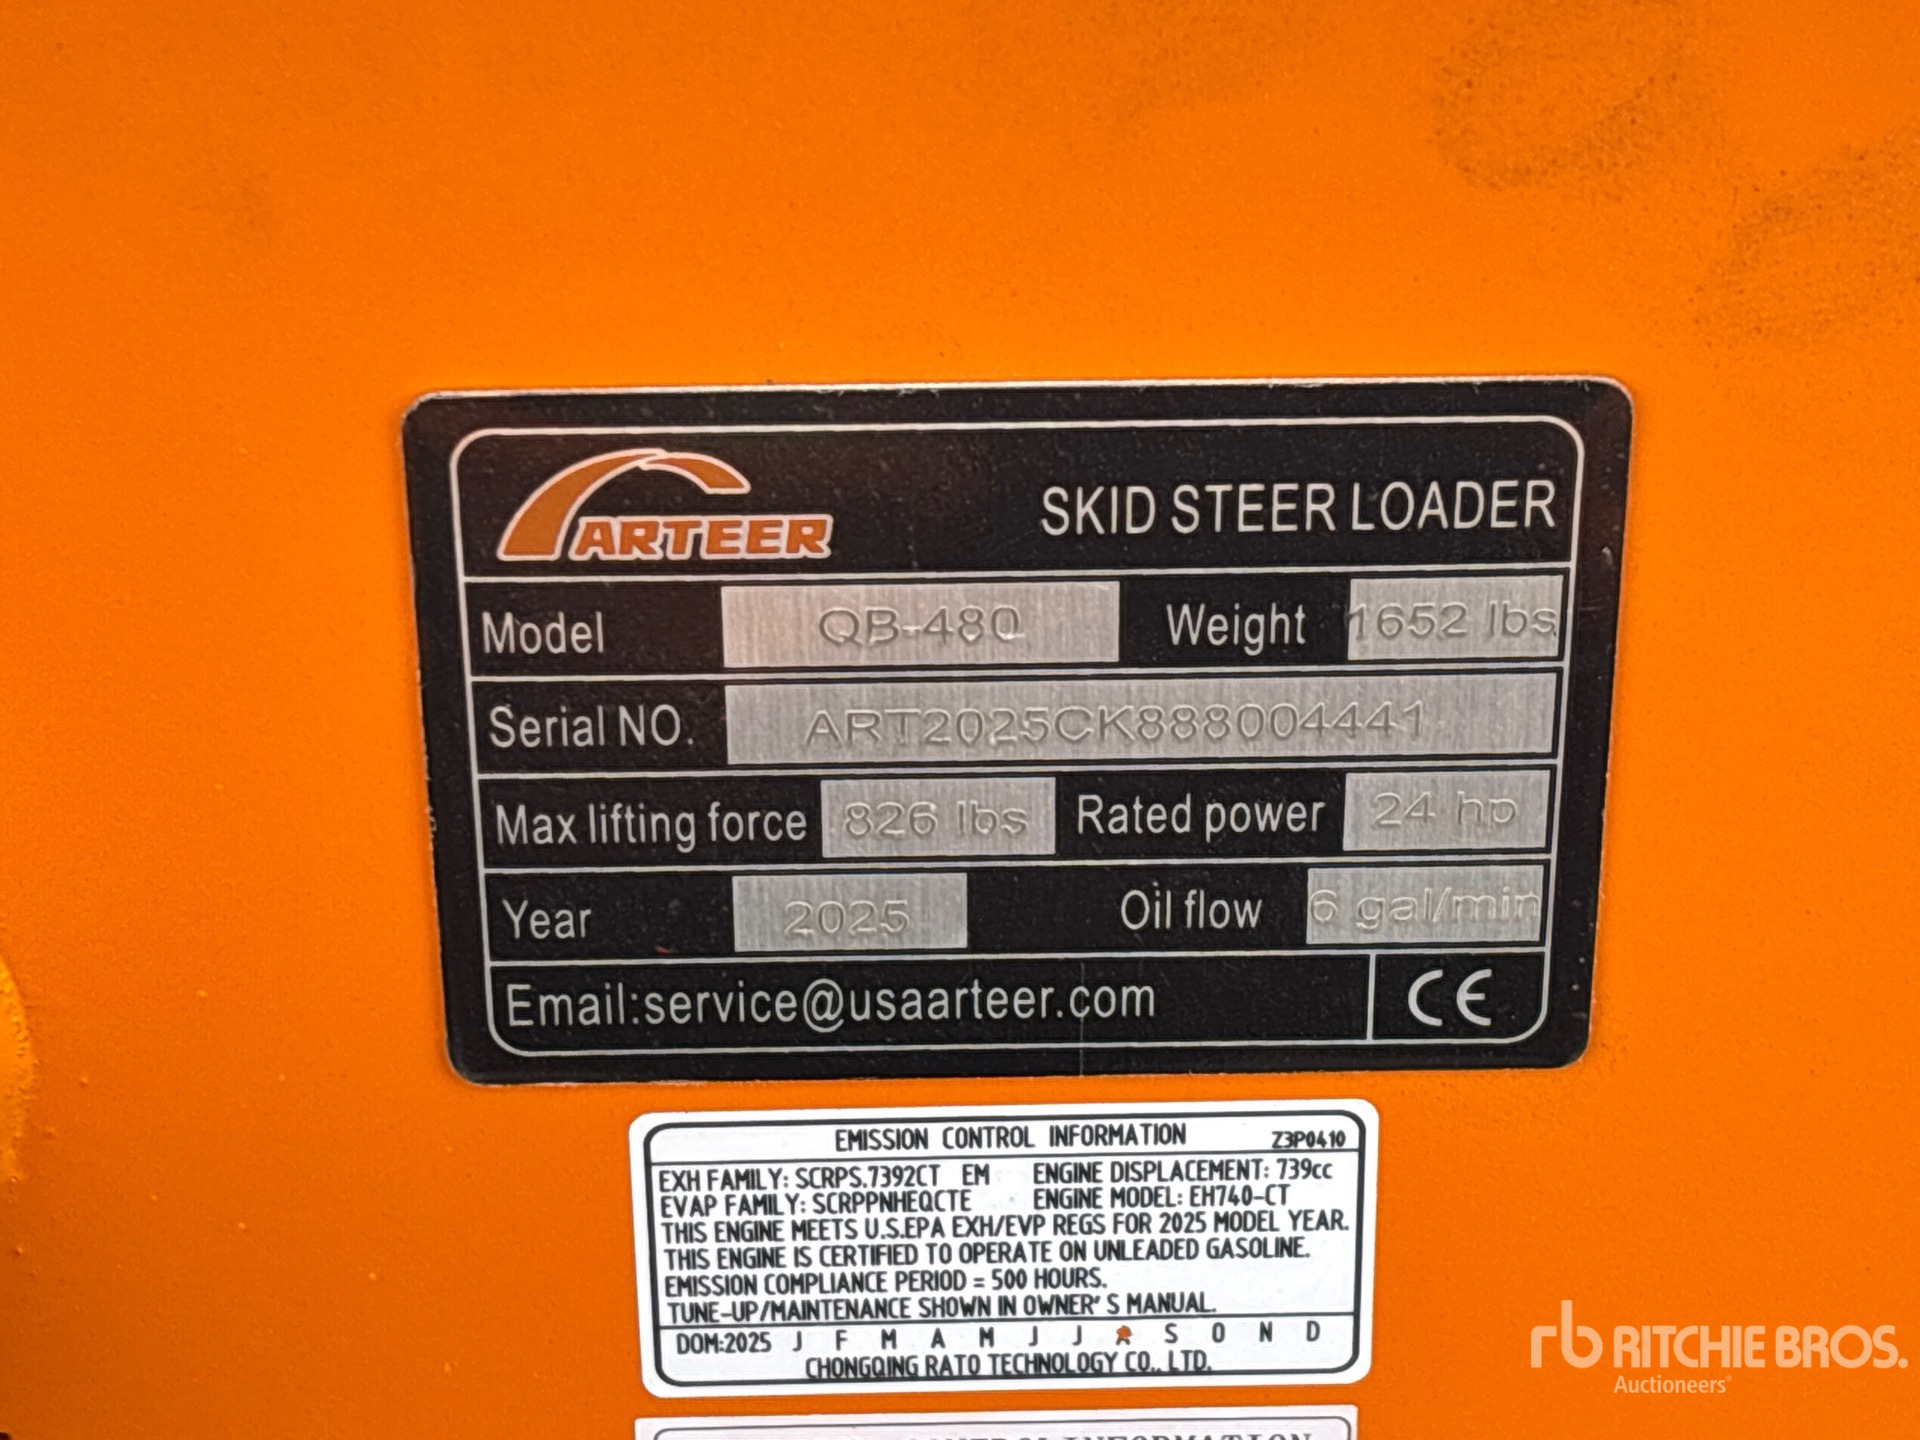 ARTEER
SKID STEER LOADER
Model QB-480 Weight 1652 lbs
Serial NO. ART2025CK888004441
Max lifting force 826 lbs Rated power 24 hp
Year 2025 Oil flow 6 gal/min
Email:service@usaarteer.com CE
EMISSION CONTROL INFORMATION Z3P0410
EXH FAMILY: SCRPS.7392CT EM ENGINE DISPLACEMENT: 739cc
EVAP FAMILY: SCRPPNHEQCTE ENGINE MODEL: EH740-CT
THIS ENGINE MEETS U.S.EPA EXH/EVP REGS FOR 2025 MODEL YEAR.
THIS ENGINE IS CERTIFIED TO OPERATE ON UNLEADED GASOLINE.
EMISSION COMPLIANCE PERIOD = 500 HOURS.
TUNE-UP/MAINTENANCE SHOWN IN OWNER'S MANUAL.
DOM:2025 J F M A M J J A S O N D
CHONGQING RATO TECHNOLOGY CO., LTD.
rb RITCHIE BROS.
Auctioneers
INFORMATION